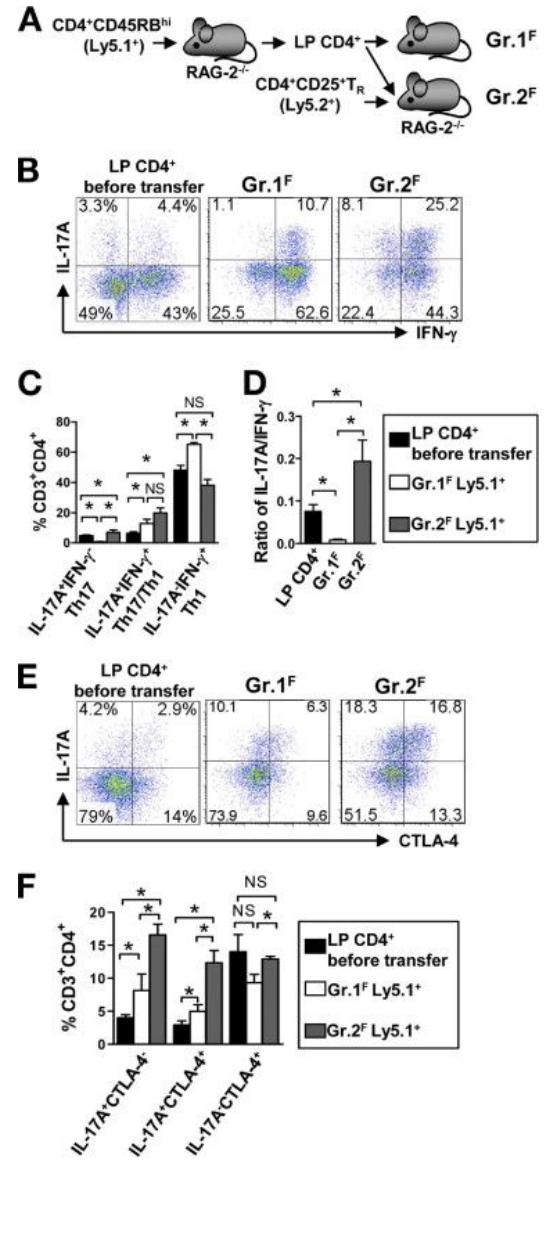 A
CD4+CD45RBʰⁱ
(Ly5.1⁺)
RAG-2⁻/⁻
LP CD4⁺
CD4⁺CD25⁺T_R
(Ly5.2⁺)
Gr.1ꟳ
Gr.2ꟳ
RAG-2⁻/⁻
B
LP CD4⁺
before transfer
Gr.1ꟳ
Gr.2ꟳ
3.3% 4.4%
49% 43%
1.1 10.7
25.5 62.6
8.1 25.2
22.4 44.3
IL-17A
IFN-γ
C
% CD3⁺CD4⁺
80
60
40
20
0
* * *
* NS *
NS * *
IL-17A⁺IFN-γ⁻
Th17
IL-17A⁺IFN-γ⁺
Th17/Th1
IL-17A⁻IFN-γ⁺
Th1
D
Ratio of IL-17A/IFN-γ
0.3
0.2
0.1
0.0
*
*
*
LP CD4⁺
Gr.1ꟳ
Gr.2ꟳ
LP CD4⁺
before transfer
Gr.1ꟳ Ly5.1⁺
Gr.2ꟳ Ly5.1⁺
E
LP CD4⁺
before transfer
Gr.1ꟳ
Gr.2ꟳ
4.2% 2.9%
79% 14%
10.1 6.3
73.9 9.6
18.3 16.8
51.5 13.3
IL-17A
CTLA-4
F
% CD3⁺CD4⁺
20
15
10
5
0
* * *
* * *
NS NS *
IL-17A⁺CTLA-4⁻
IL-17A⁺CTLA-4⁺
IL-17A⁻CTLA-4⁺
LP CD4⁺
before transfer
Gr.1ꟳ Ly5.1⁺
Gr.2ꟳ Ly5.1⁺